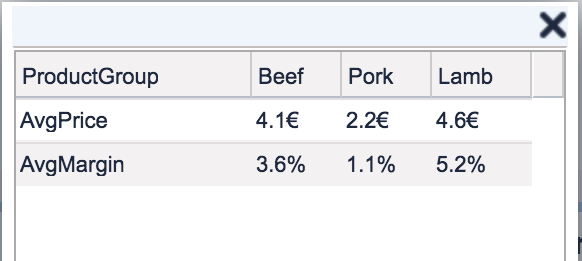 ProductGroup Beef Pork Lamb
AvgPrice 4.1€ 2.2€ 4.6€
AvgMargin 3.6% 1.1% 5.2%